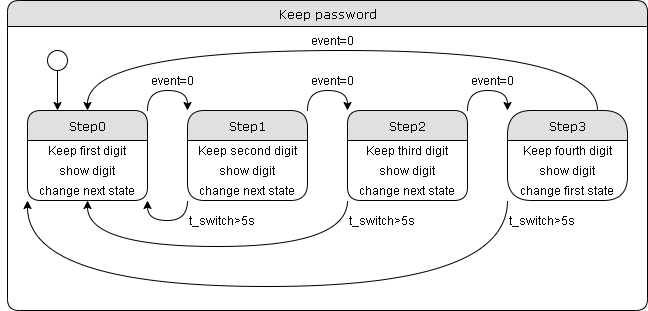 Keep password
event=0
event=0
event=0
event=0
Step0
Step1
Step2
Step3
Keep first digit
show digit
change next state
Keep second digit
show digit
change next state
Keep third digit
show digit
change next state
Keep fourth digit
show digit
change first state
t_switch>5s
t_switch>5s
t_switch>5s